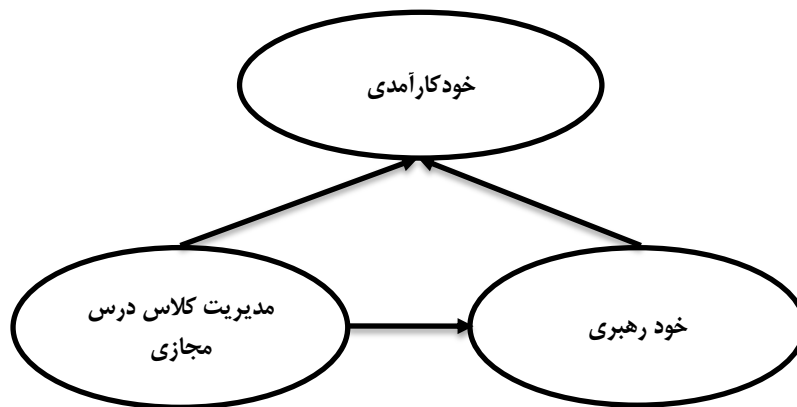 خودکارآمدی
مدیریت کلاس درس
مجازی
خود رهبری